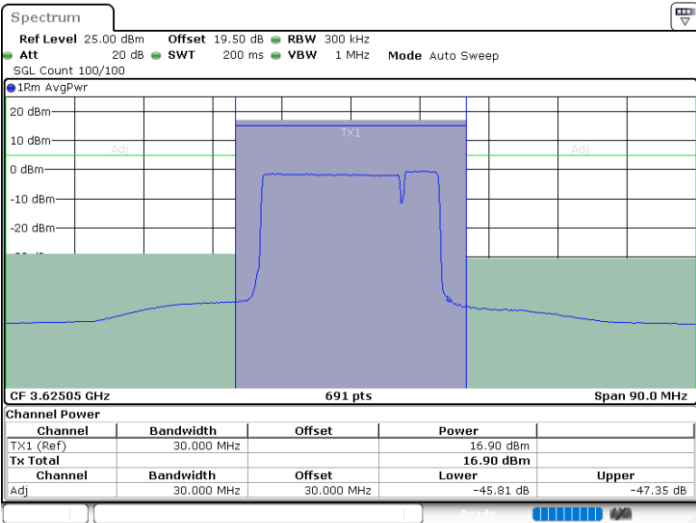 Spectrum
Ref Level 25.00 dBm Offset 19.50 dB RBW 300 kHz
Att 20 dB SWT 200 ms VBW 1 MHz Mode Auto Sweep
SGL Count 100/100
1Rm AvgPwr
20 dBm
TX1
10 dBm
Adj Adj
0 dBm
-10 dBm
-20 dBm
CF 3.62505 GHz 691 pts Span 90.0 MHz
Channel Power
Channel Bandwidth Offset Power
TX1 (Ref) 30.000 MHz 16.90 dBm
Tx Total 16.90 dBm
Channel Bandwidth Offset Lower Upper
Adj 30.000 MHz 30.000 MHz -45.81 dB -47.35 dB
Ready